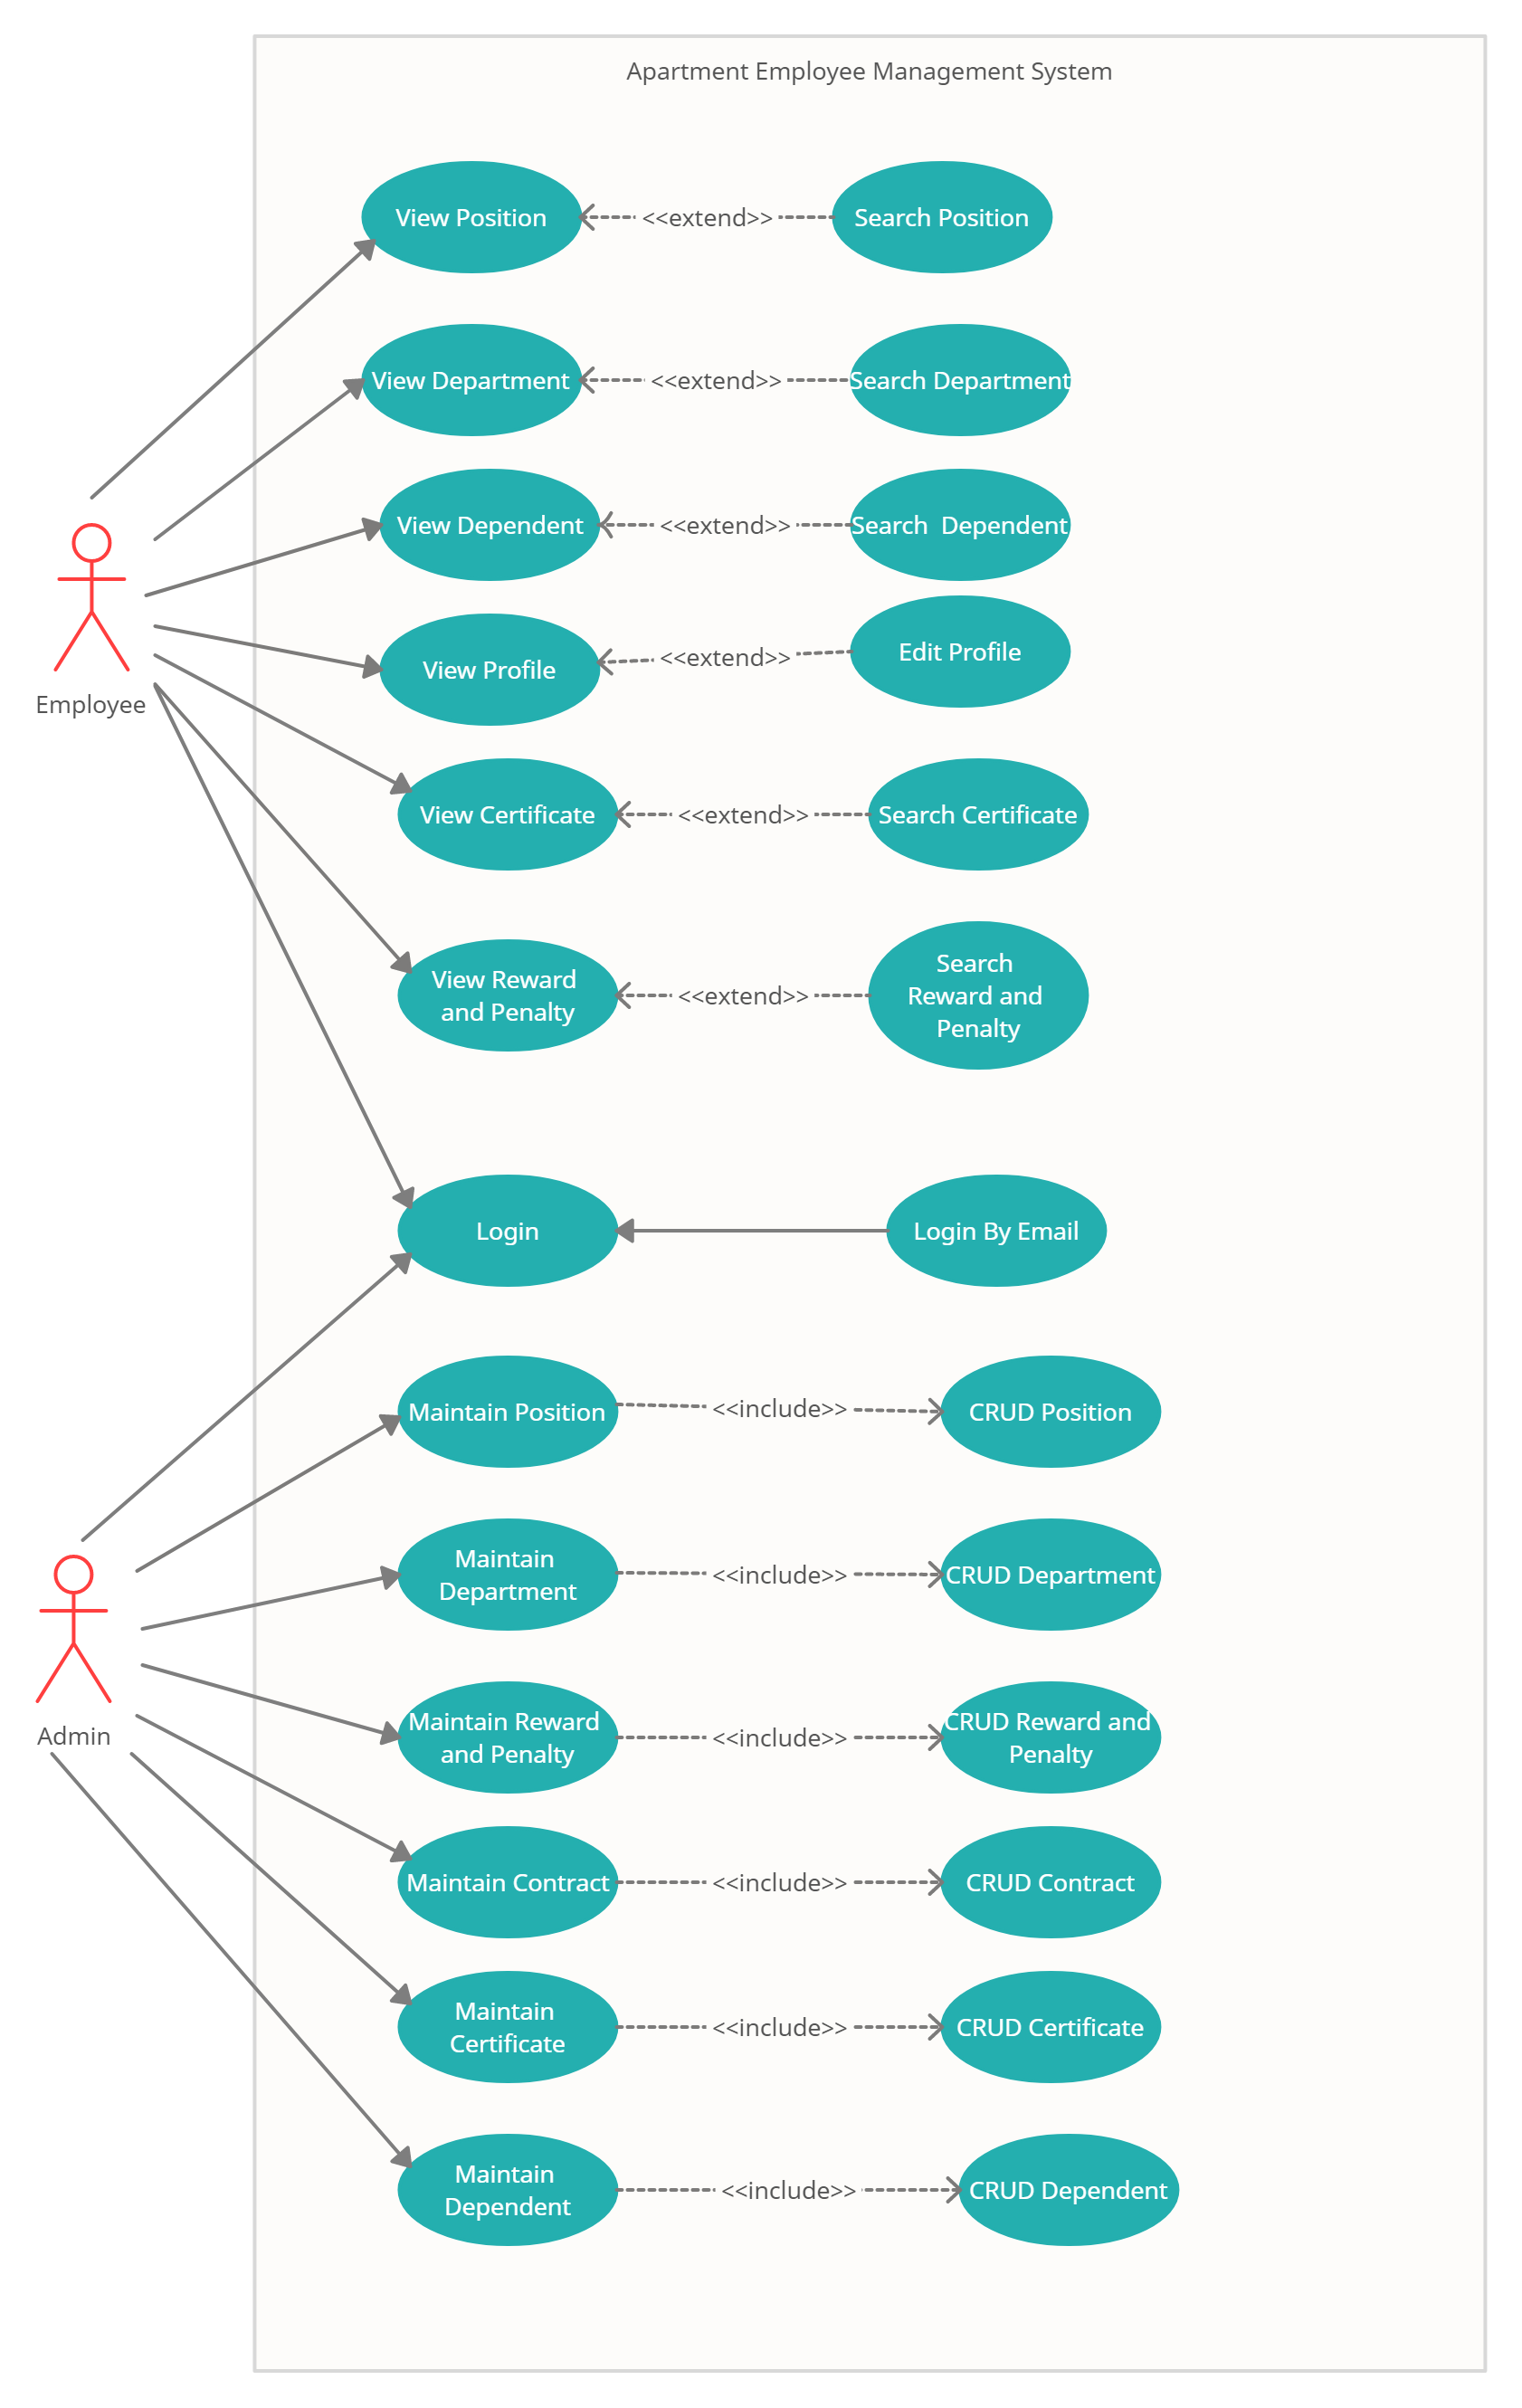 Apartment Employee Management System
View Position
<<extend>>
Search Position
View Department
<<extend>>
Search Department
View Dependent
<<extend>>
Search  Dependent
View Profile
<<extend>>
Edit Profile
Employee
View Certificate
<<extend>>
Search Certificate
View Reward
and Penalty
<<extend>>
Search
Reward and
Penalty
Login
Login By Email
Maintain Position
<<include>>
CRUD Position
Maintain
Department
<<include>>
CRUD Department
Admin
Maintain Reward
and Penalty
<<include>>
CRUD Reward and
Penalty
Maintain Contract
<<include>>
CRUD Contract
Maintain
Certificate
<<include>>
CRUD Certificate
Maintain
Dependent
<<include>>
CRUD Dependent